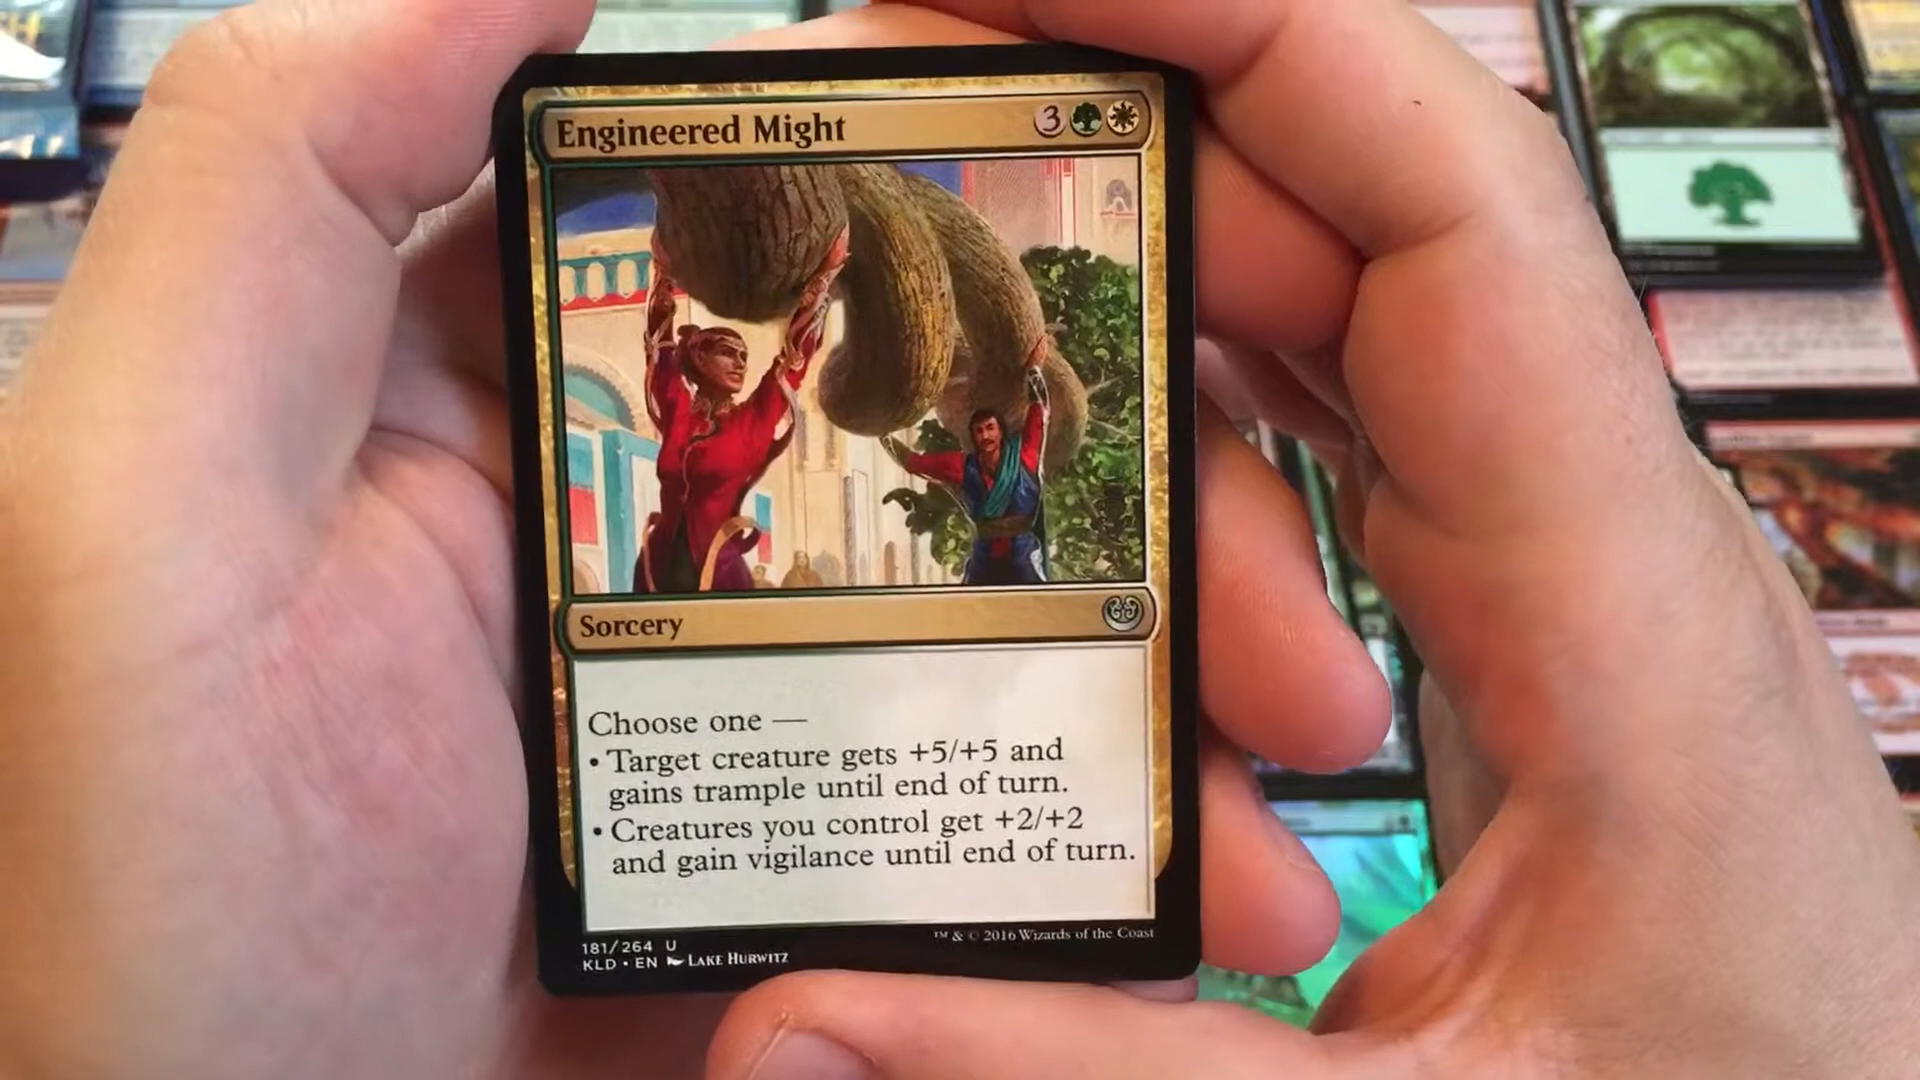 Engineered Might 3
Sorcery
Choose one —
• Target creature gets +5/+5 and
gains trample until end of turn.
• Creatures you control get +2/+2
and gain vigilance until end of turn.
181/264 U
™ & © 2016 Wizards of the Coast
KLD • EN LAKE HURWITZ